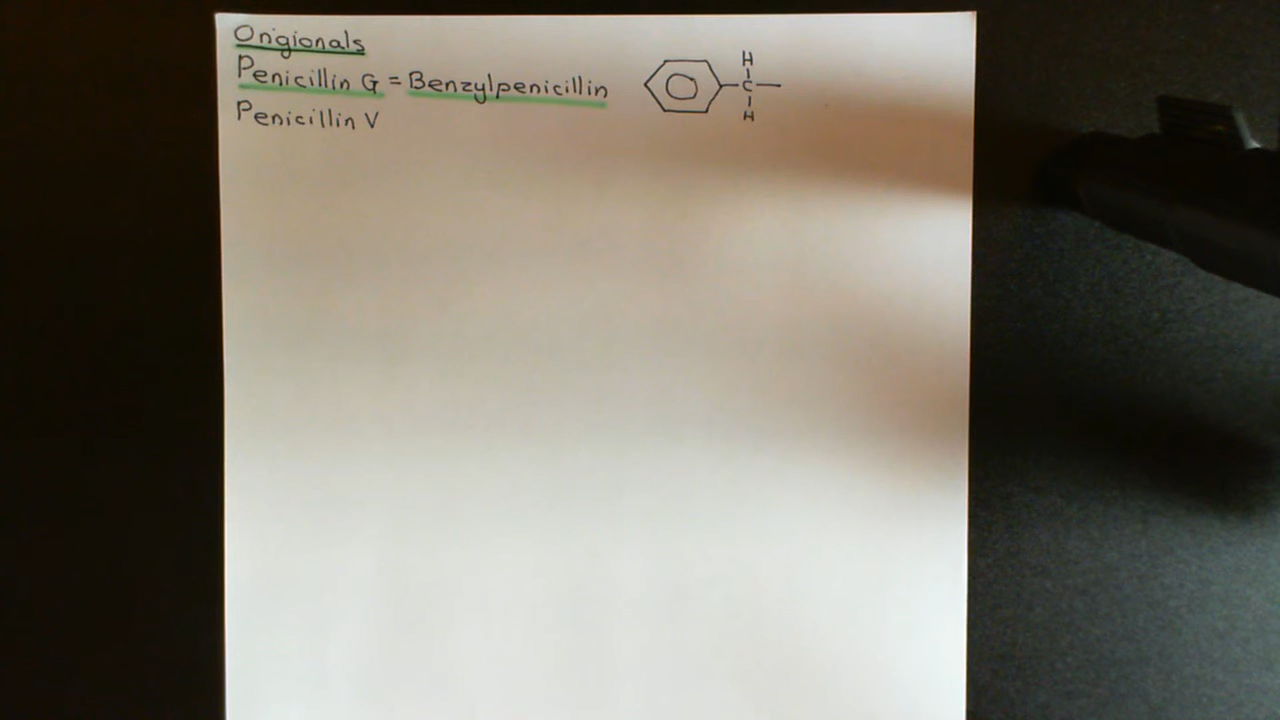 Origionals
Penicillin G = Benzylpenicillin
H
C
H
Penicillin V